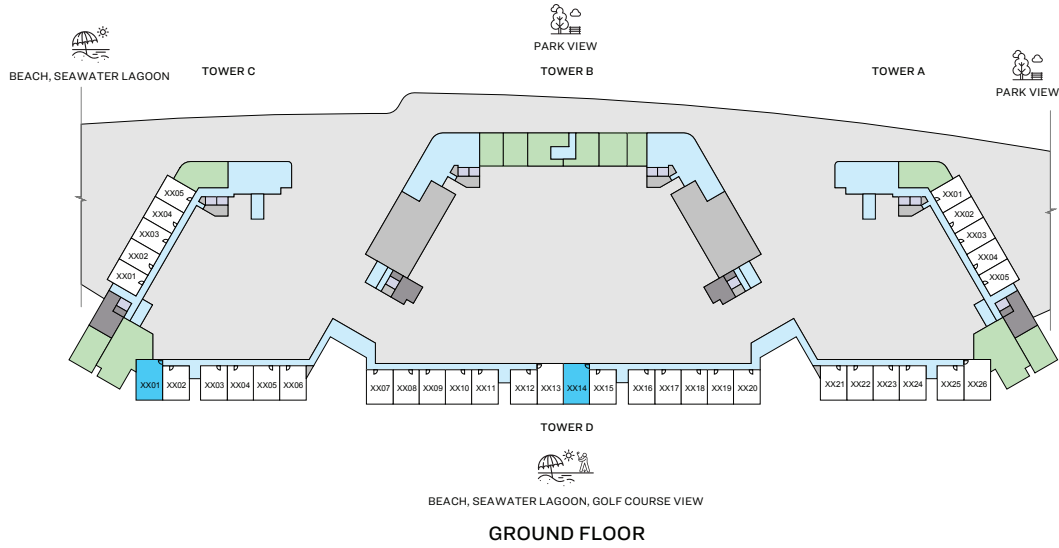 PARK VIEW
BEACH, SEAWATER LAGOON
TOWER C
TOWER B
TOWER A
PARK VIEW
XX05
XX04
XX03
XX02
XX01
XX01
XX02
XX03
XX04
XX05
XX01
XX02
XX03
XX04
XX05
XX06
XX07
XX08
XX09
XX10
XX11
XX12
XX13
XX14
XX15
XX16
XX17
XX18
XX19
XX20
XX21
XX22
XX23
XX24
XX25
XX26
TOWER D
BEACH, SEAWATER LAGOON, GOLF COURSE VIEW
GROUND FLOOR